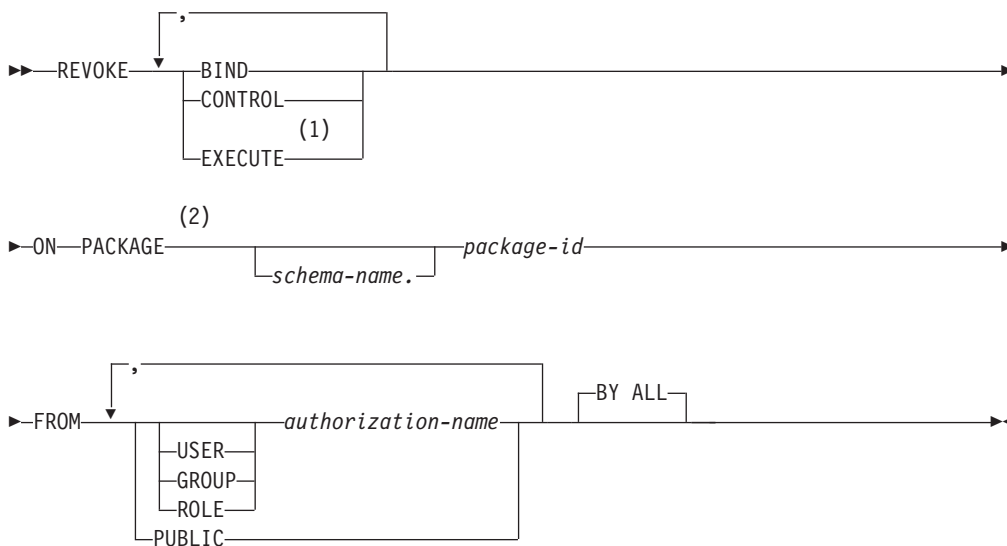 ,
REVOKE BIND
CONTROL
(1)
EXECUTE
(2)
ON PACKAGE package-id
schema-name.
,
BY ALL
FROM authorization-name
USER
GROUP
ROLE
PUBLIC